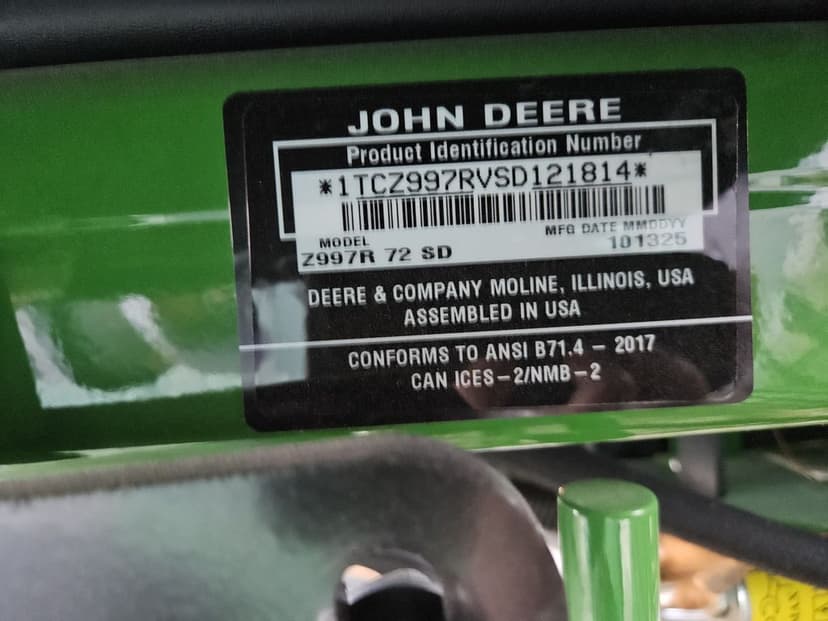 JOHN DEERE
Product Identification Number
*1TCZ997RVSD121814*
MODEL MFG DATE MMDDYY
Z997R 72 SD 101325
DEERE & COMPANY MOLINE, ILLINOIS, USA
ASSEMBLED IN USA
CONFORMS TO ANSI B71.4 – 2017
CAN ICES–2/NMB–2